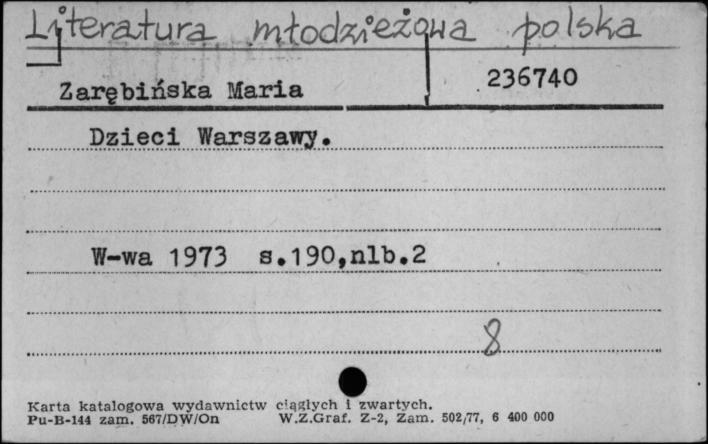 Literatura młodzieżowa polska
Zarębińska Maria 236740
Dzieci Warszawy.
W-wa 1973 s.190,nlb.2
8
Karta katalogowa wydawnictw ciągłych i zwartych.
Pu-B-144 zam. 567/DW/On W.Z.Graf. Z-2, Zam. 502/77, 6 400 000